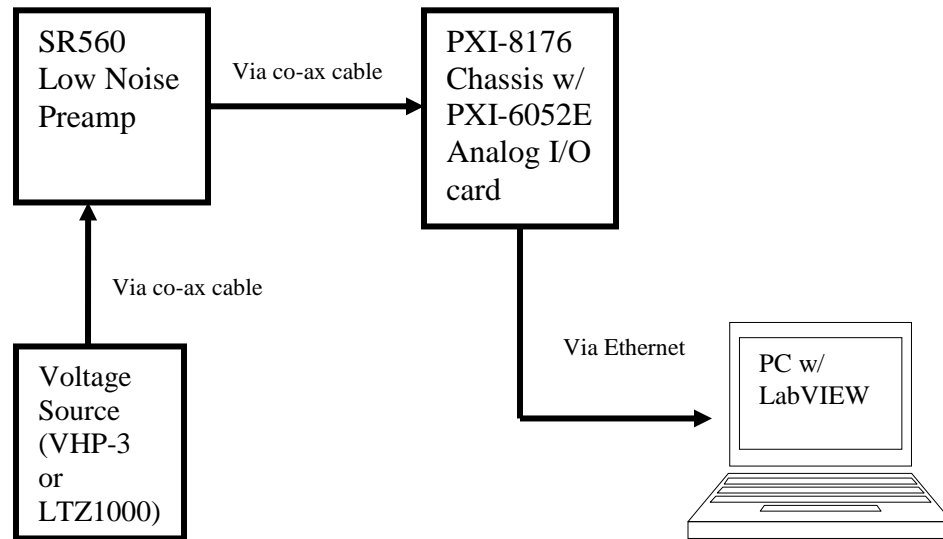 SR560
Low Noise
Preamp
Via co-ax cable
PXI-8176
Chassis w/
PXI-6052E
Analog I/O
card
Via co-ax cable
Voltage
Source
(VHP-3
or
LTZ1000)
Via Ethernet
PC w/
LabVIEW